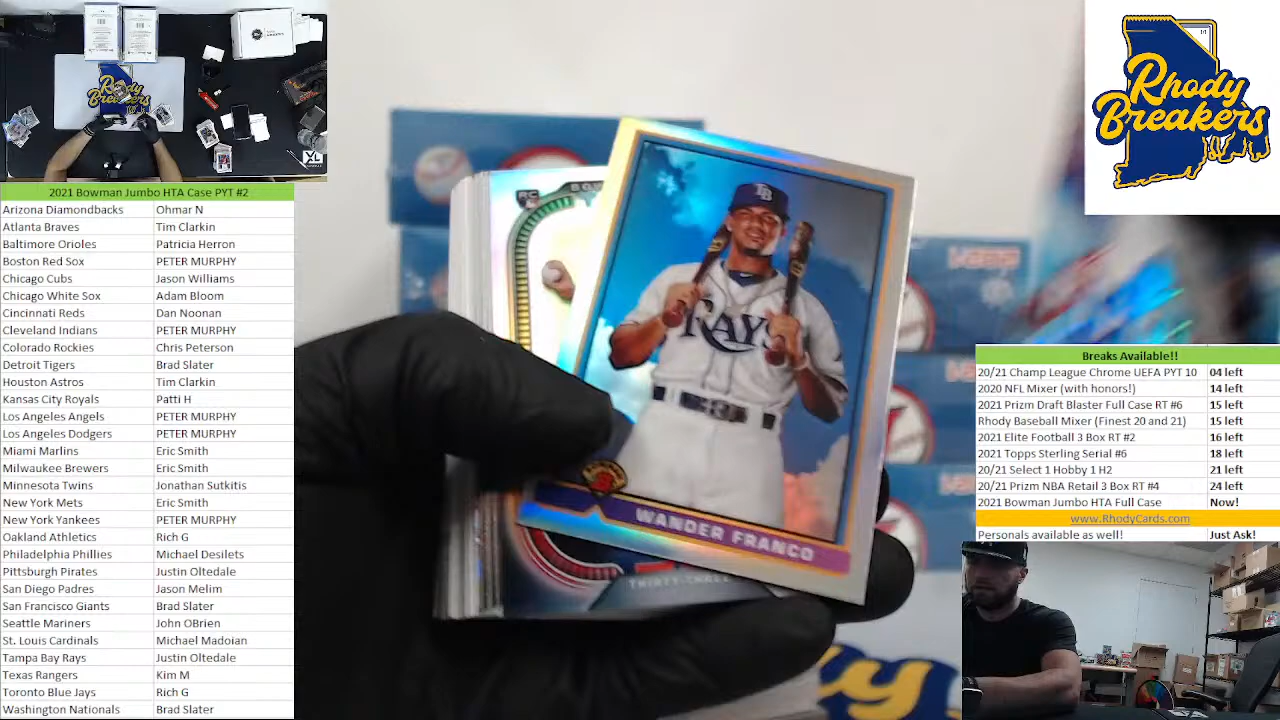 2021 Bowman Jumbo HTA Case PYT #2
Arizona Diamondbacks Ohmar N
Atlanta Braves Tim Clarkin
Baltimore Orioles Patricia Herron
Boston Red Sox PETER MURPHY
Chicago Cubs Jason Williams
Chicago White Sox Adam Bloom
Cincinnati Reds Dan Noonan
Cleveland Indians PETER MURPHY
Colorado Rockies Chris Peterson
Detroit Tigers Brad Slater
Houston Astros Tim Clarkin
Kansas City Royals Patti H
Los Angeles Angels PETER MURPHY
Los Angeles Dodgers PETER MURPHY
Miami Marlins Eric Smith
Milwaukee Brewers Eric Smith
Minnesota Twins Jonathan Sutkitis
New York Mets Eric Smith
New York Yankees PETER MURPHY
Oakland Athletics Rich G
Philadelphia Phillies Michael Desilets
Pittsburgh Pirates Justin Oltedale
San Diego Padres Jason Melim
San Francisco Giants Brad Slater
Seattle Mariners John OBrien
St. Louis Cardinals Michael Madoian
Tampa Bay Rays Justin Oltedale
Texas Rangers Kim M
Toronto Blue Jays Rich G
Washington Nationals Brad Slater
Rhody
Breakers
XL
RC
TB
RAYS
WANDER FRANCO
THIRTY-THREE
Rhody
Breakers
Breaks Available!!
20/21 Champ League Chrome UEFA PYT 10 04 left
2020 NFL Mixer (with honors!) 14 left
2021 Prizm Draft Blaster Full Case RT #6 15 left
Rhody Baseball Mixer (Finest 20 and 21) 15 left
2021 Elite Football 3 Box RT #2 16 left
2021 Topps Sterling Serial #6 18 left
20/21 Select 1 Hobby 1 H2 21 left
20/21 Prizm NBA Retail 3 Box RT #4 24 left
2021 Bowman Jumbo HTA Full Case Now!
www.RhodyCards.com
Personals available as well! Just Ask!